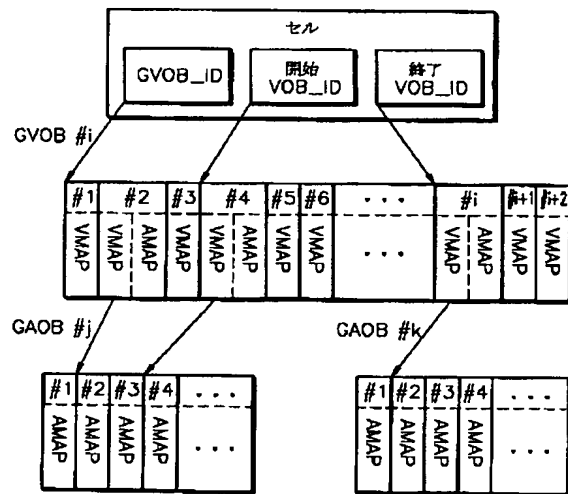 セル
GVOB_ID
開始
VOB_ID
終了
VOB_ID
GVOB #i
#1 #2 #3 #4 #5 #6 ... #i #i+1 #i+2
VMAP VMAP AMAP VMAP VMAP AMAP VMAP VMAP ... VMAP AMAP VMAP VMAP
GAOB #j
GAOB #k
#1 #2 #3 #4 ...
AMAP AMAP AMAP AMAP ...
#1 #2 #3 #4 ...
AMAP AMAP AMAP AMAP ...